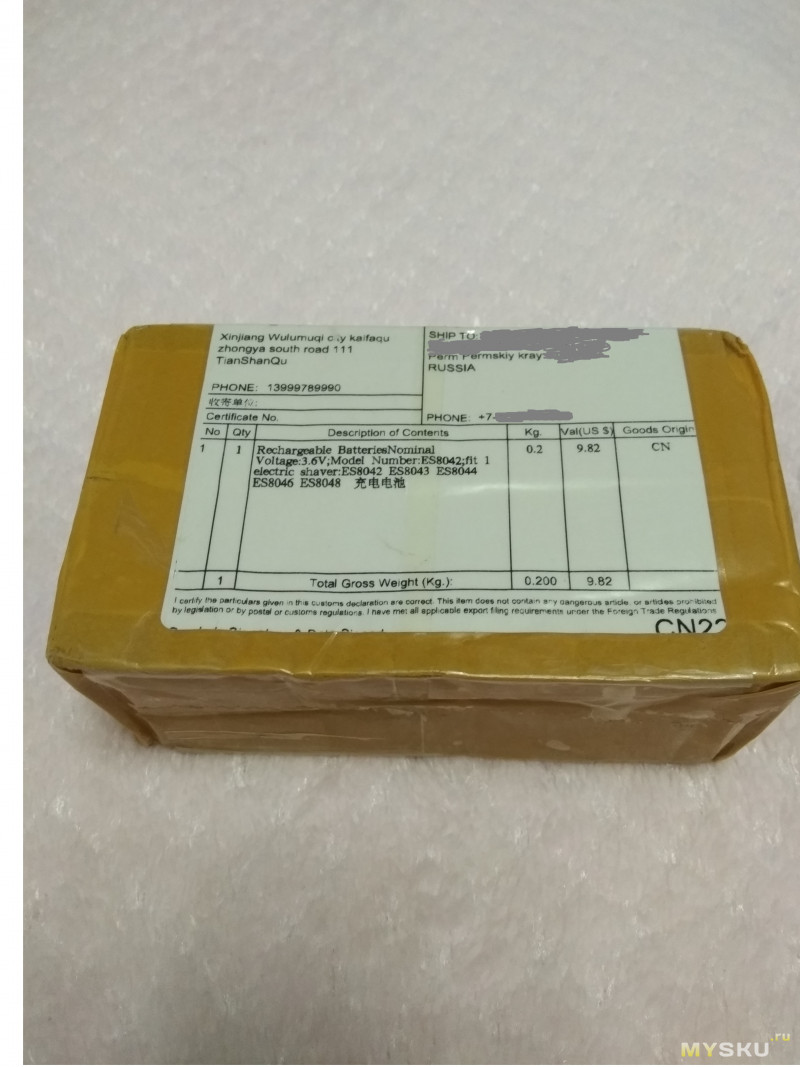 Xinjiang Wulumuqi city kaifaqu
zhongya south road 111
TianShanQu
PHONE: 13999789990
收寄单位:
Certificate No.
SHIP TO:
Perm Permskiy kray
RUSSIA
PHONE: +7-
No Qty Description of Contents Kg. Val(US $) Goods Origin
1 1 Rechargeable BatteriesNominal 0.2 9.82 CN
Voltage:3.6V;Model Number:ES8042;fit 1
electric shaver:ES8042 ES8043 ES8044
ES8046 ES8048 充电电池
1 Total Gross Weight (Kg.): 0.200 9.82
I certify the particulars given in this customs declaration are correct. This item does not contain any dangerous article, or articles prohibited
by legislation or by postal or customs regulations. I have met all applicable export filing requirements under the Foreign Trade Regulations
CN22
MYSKU.ru